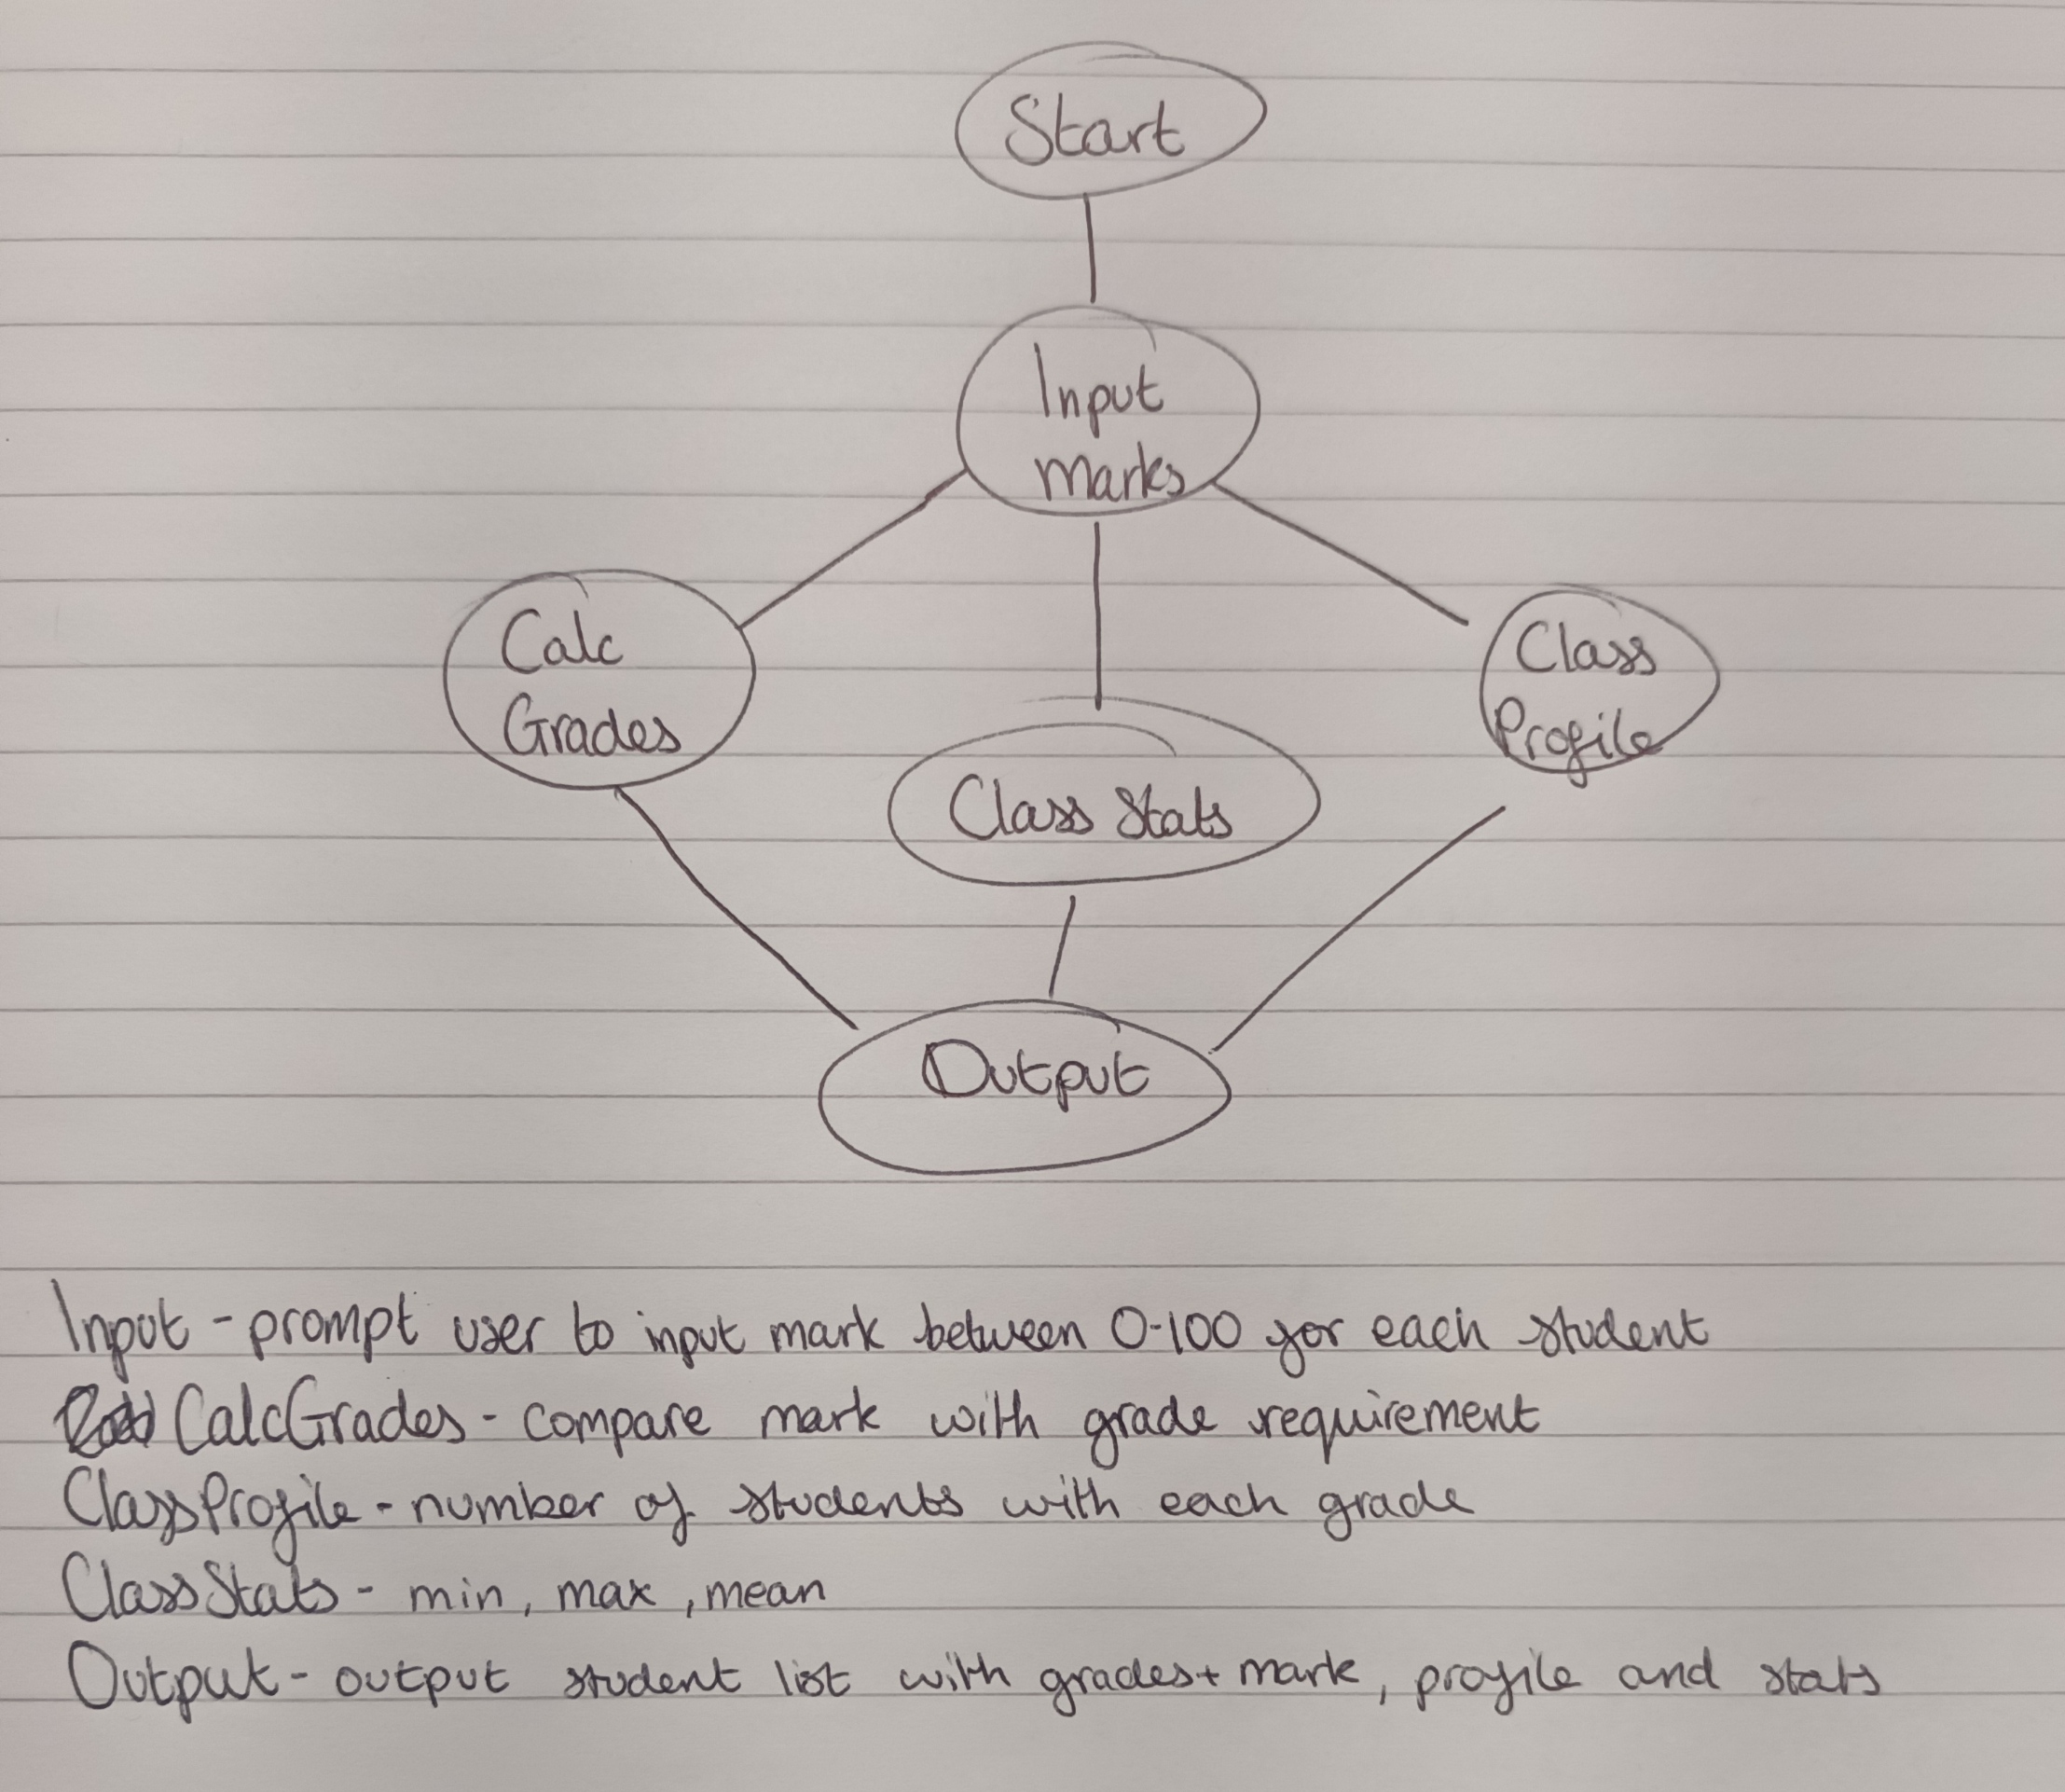 Start
Input
Marks
Calc
Grades
Class Stats
Class
Profile
Output
Input - prompt user to input mark between 0-100 for each student
CalcGrades - compare mark with grade requirement
ClassProfile - number of students with each grade
ClassStats - min, max, mean
Output - output student list with grades + mark, profile and stats